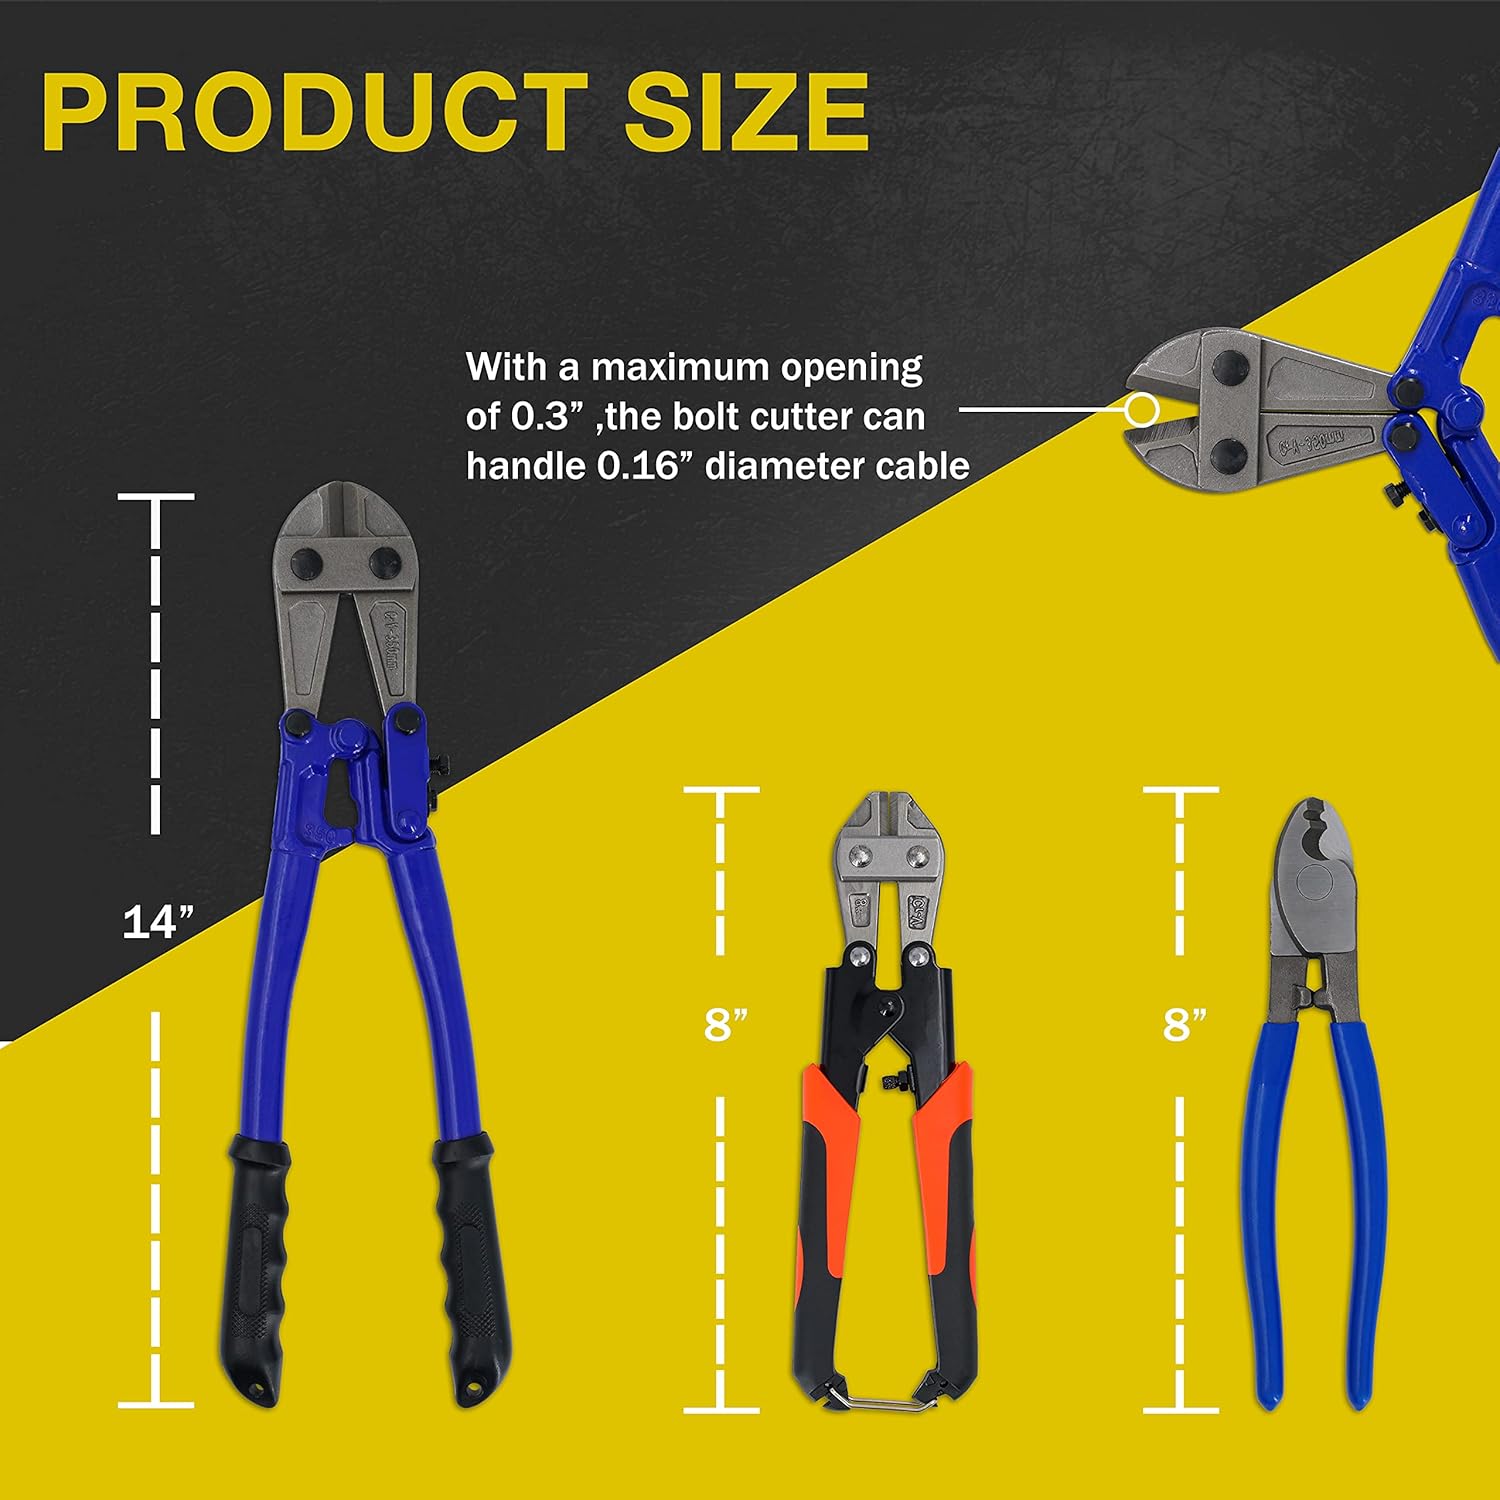 PRODUCT SIZE
With a maximum opening
of 0.3” ,the bolt cutter can
handle 0.16” diameter cable
14”
8”
8”
350